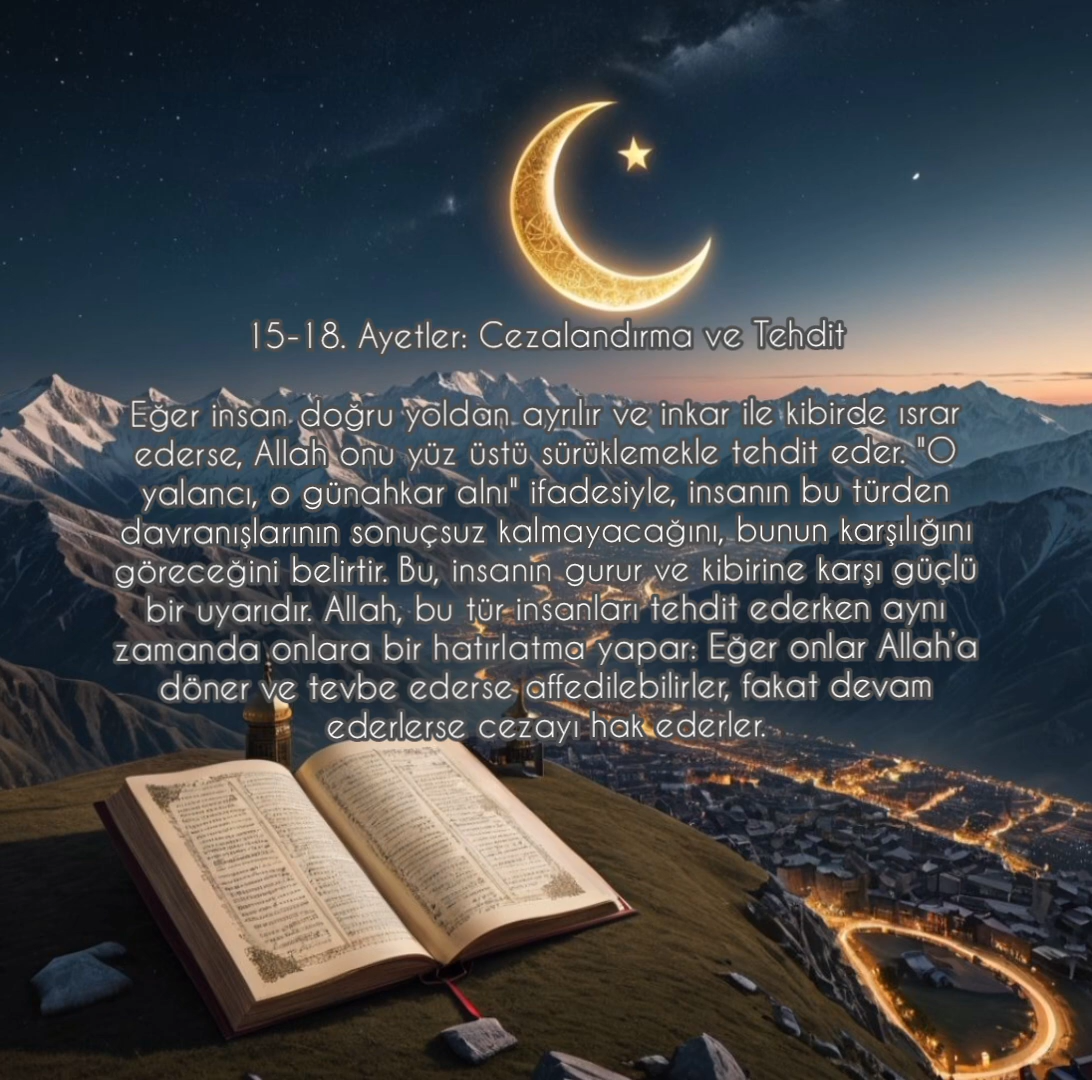 15-18. Ayetler: Cezalandırma ve Tehdit
Eğer insan doğru yoldan ayrılır ve inkar ile kibirde ısrar
ederse, Allah onu yüz üstü sürüklemekle tehdit eder. "O
yalancı, o günahkar alnı" ifadesiyle, insanın bu türden
davranışlarının sonuçsuz kalmayacağını, bunun karşılığını
göreceğini belirtir. Bu, insanın gurur ve kibirine karşı güçlü
bir uyarıdır. Allah, bu tür insanları tehdit ederken aynı
zamanda onlara bir hatırlatma yapar: Eğer onlar Allah’a
döner ve tevbe ederse affedilebilirler, fakat devam
ederlerse cezayı hak ederler.